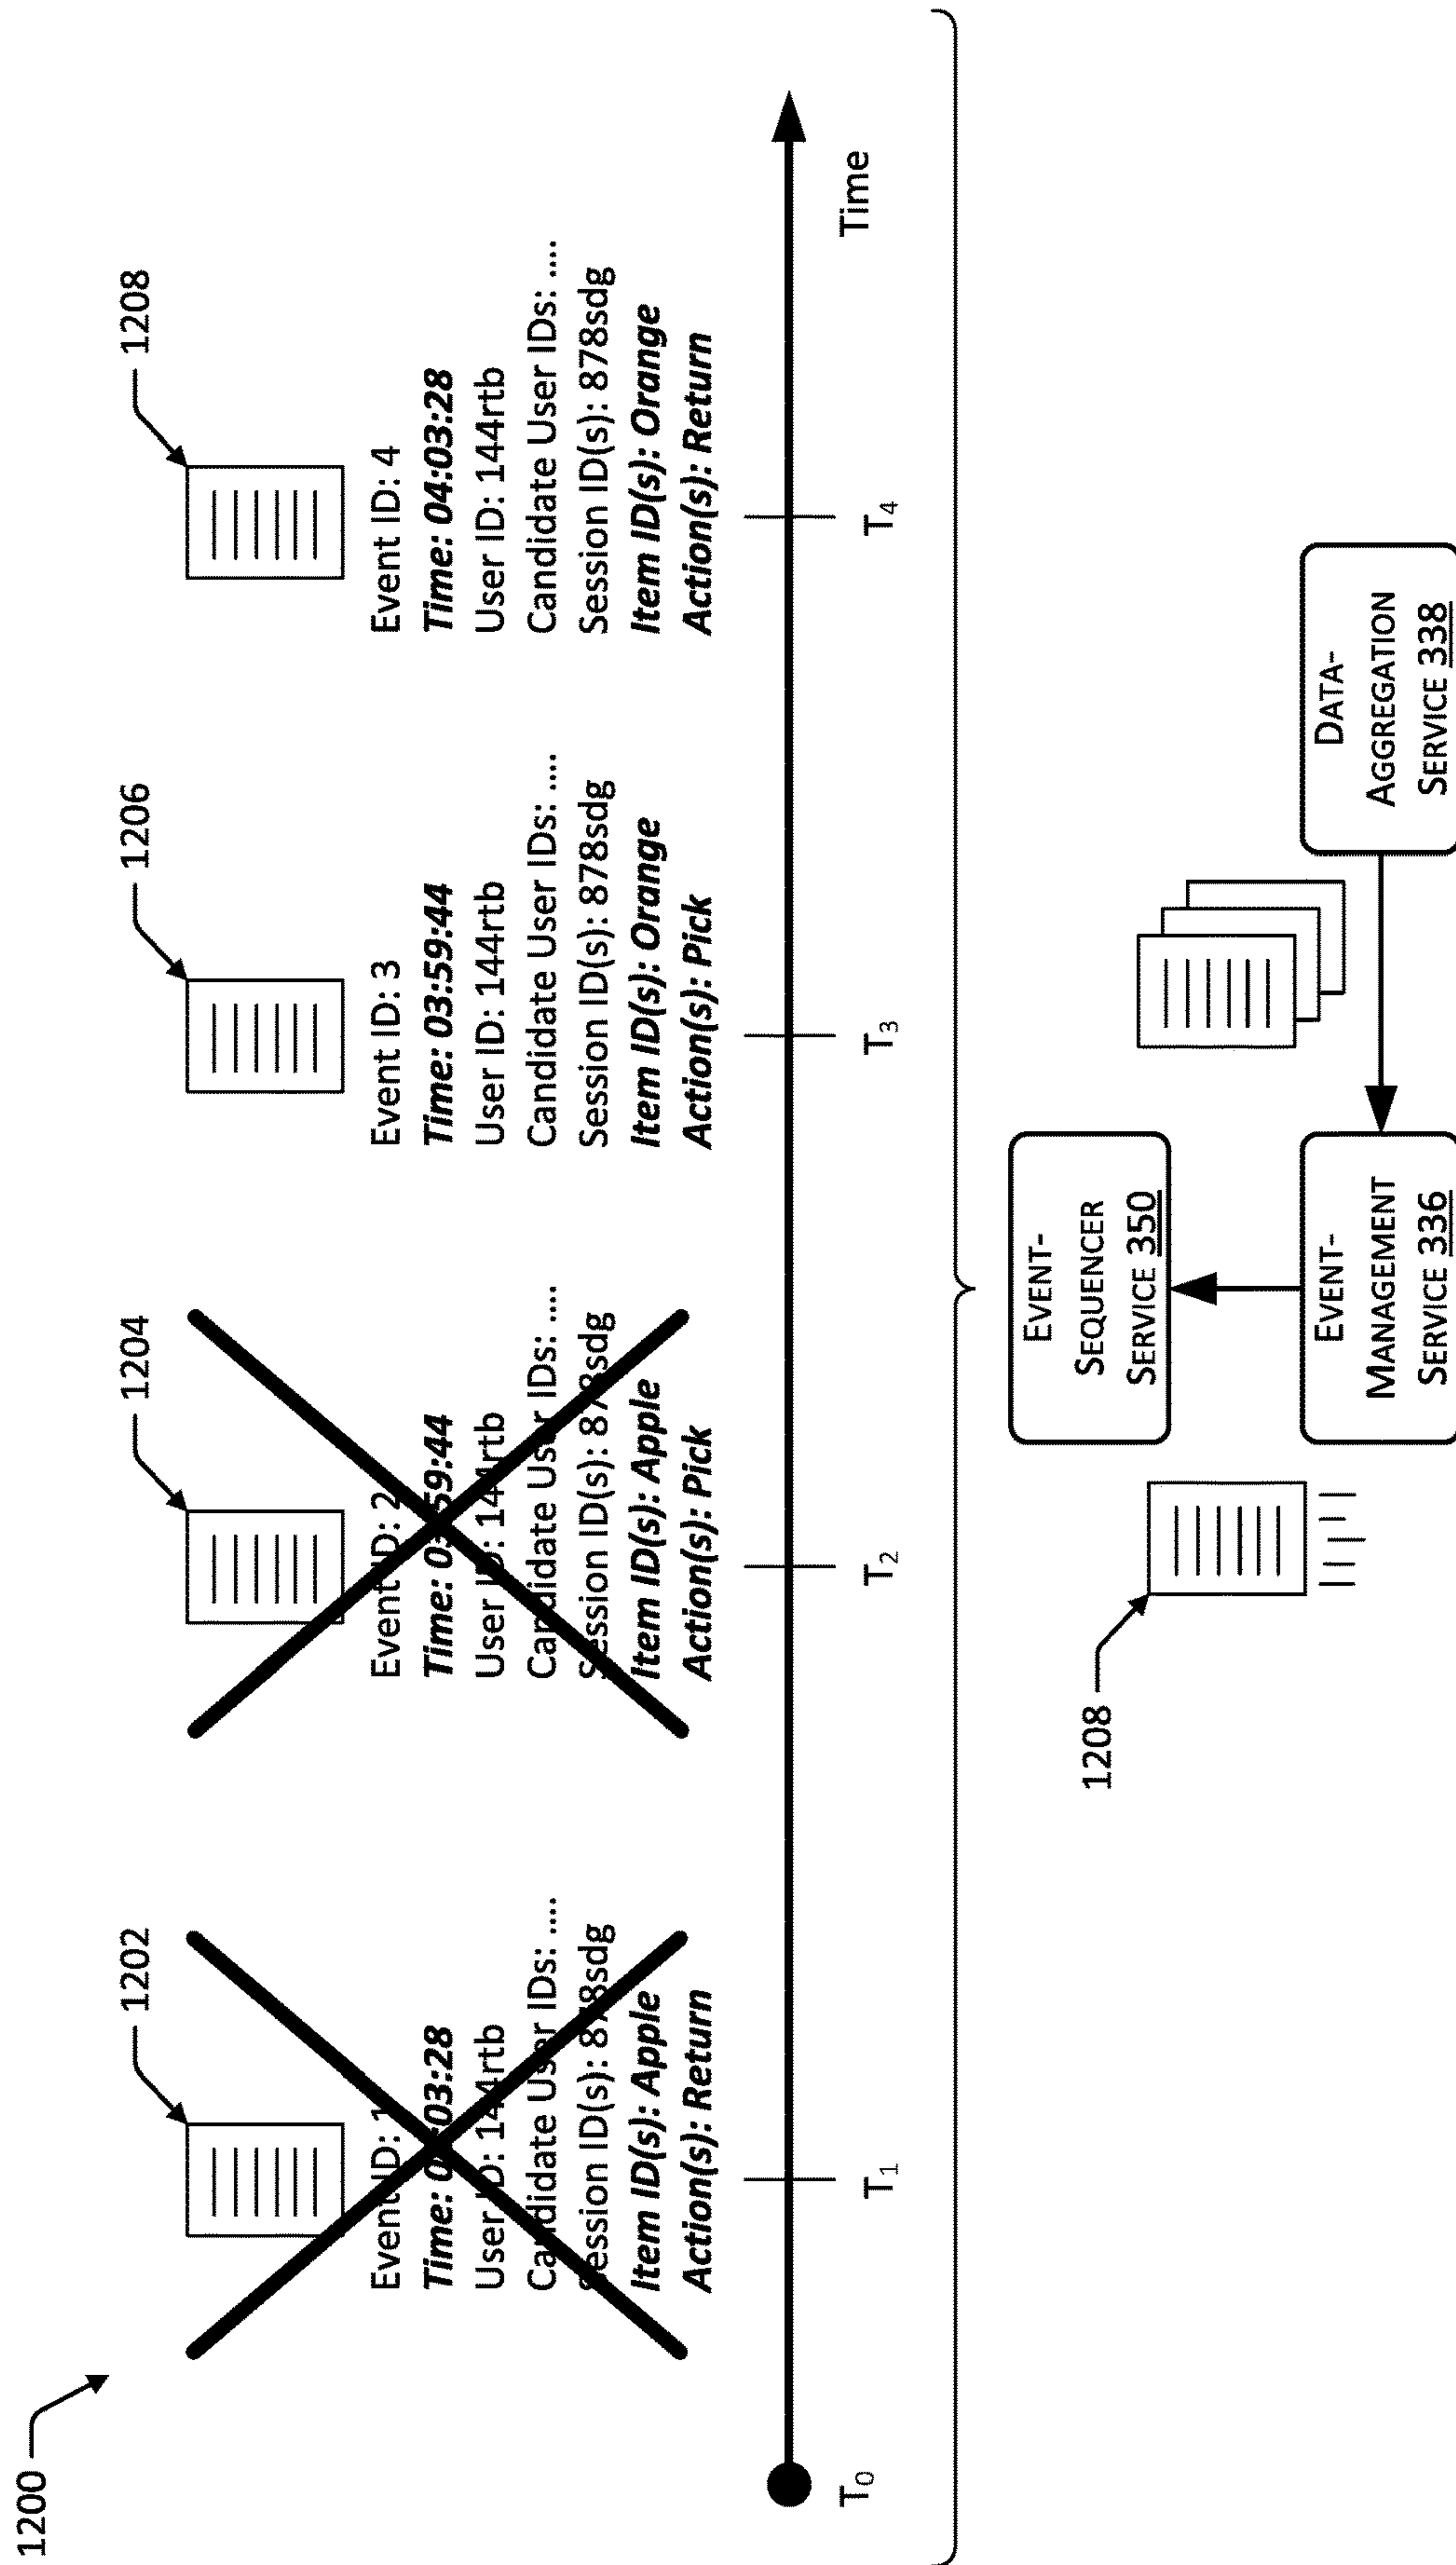 1200
1202
Event ID: 1
Time: 04:03:28
User ID: 144rtb
Candidate User IDs: ....
Session ID(s): 878sdg
Item ID(s): Apple
Action(s): Return
1204
Event ID: 2
Time: 03:59:44
User ID: 144rtb
Candidate User IDs: ....
Session ID(s): 878sdg
Item ID(s): Apple
Action(s): Pick
1206
Event ID: 3
Time: 03:59:44
User ID: 144rtb
Candidate User IDs: ....
Session ID(s): 878sdg
Item ID(s): Orange
Action(s): Pick
1208
Event ID: 4
Time: 04:03:28
User ID: 144rtb
Candidate User IDs: ....
Session ID(s): 878sdg
Item ID(s): Orange
Action(s): Return
T0
T1
T2
T3
T4
Time
1208
EVENT-
SEQUENCER
SERVICE 350
EVENT-
MANAGEMENT
SERVICE 336
DATA-
AGGREGATION
SERVICE 338